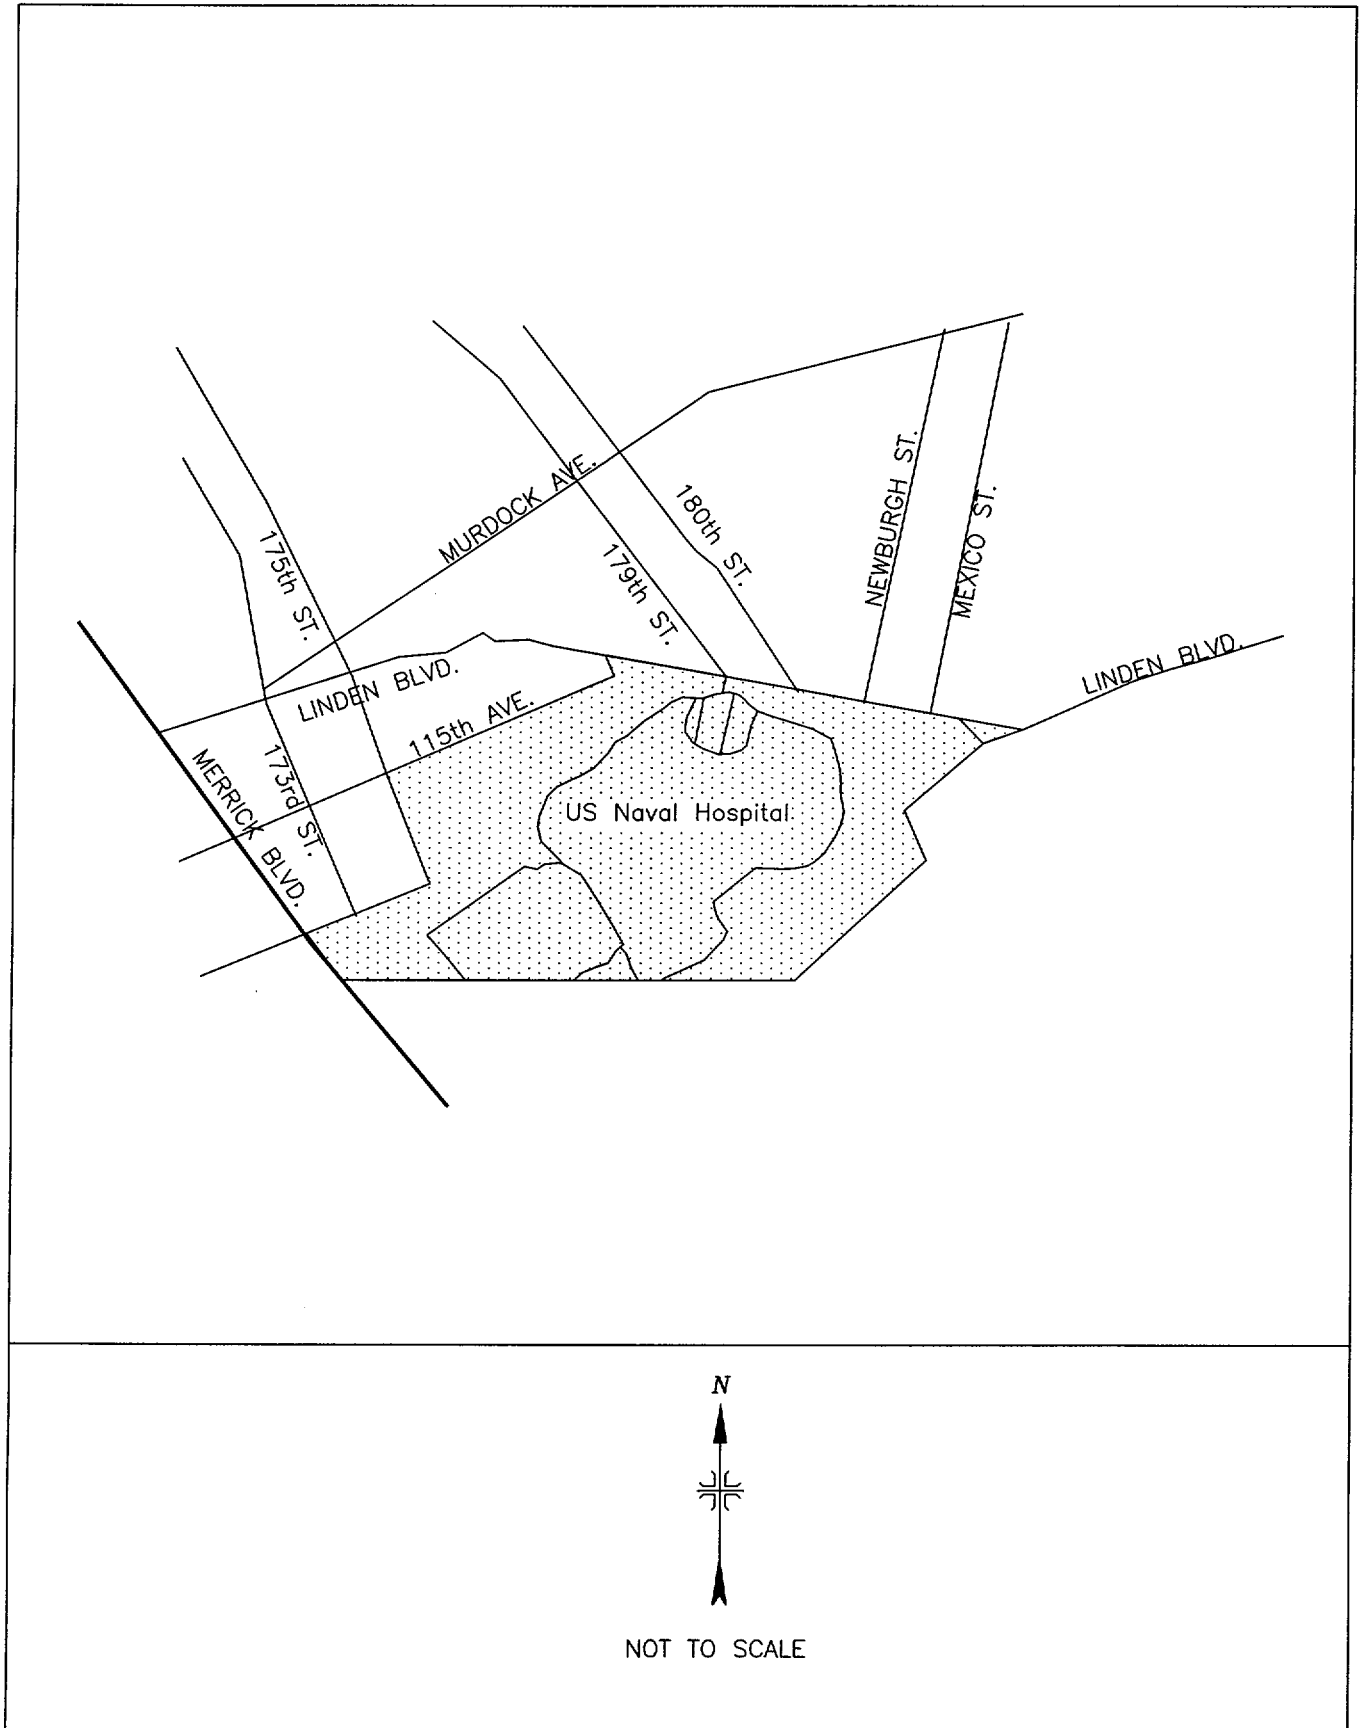 MURDOCK AVE.
180th ST.
NEWBURGH ST.
MEXICO ST.
175th ST.
179th ST.
LINDEN BLVD.
LINDEN BLVD.
115th AVE.
173rd ST.
MERRICK BLVD.
US Naval Hospital
N
NOT TO SCALE